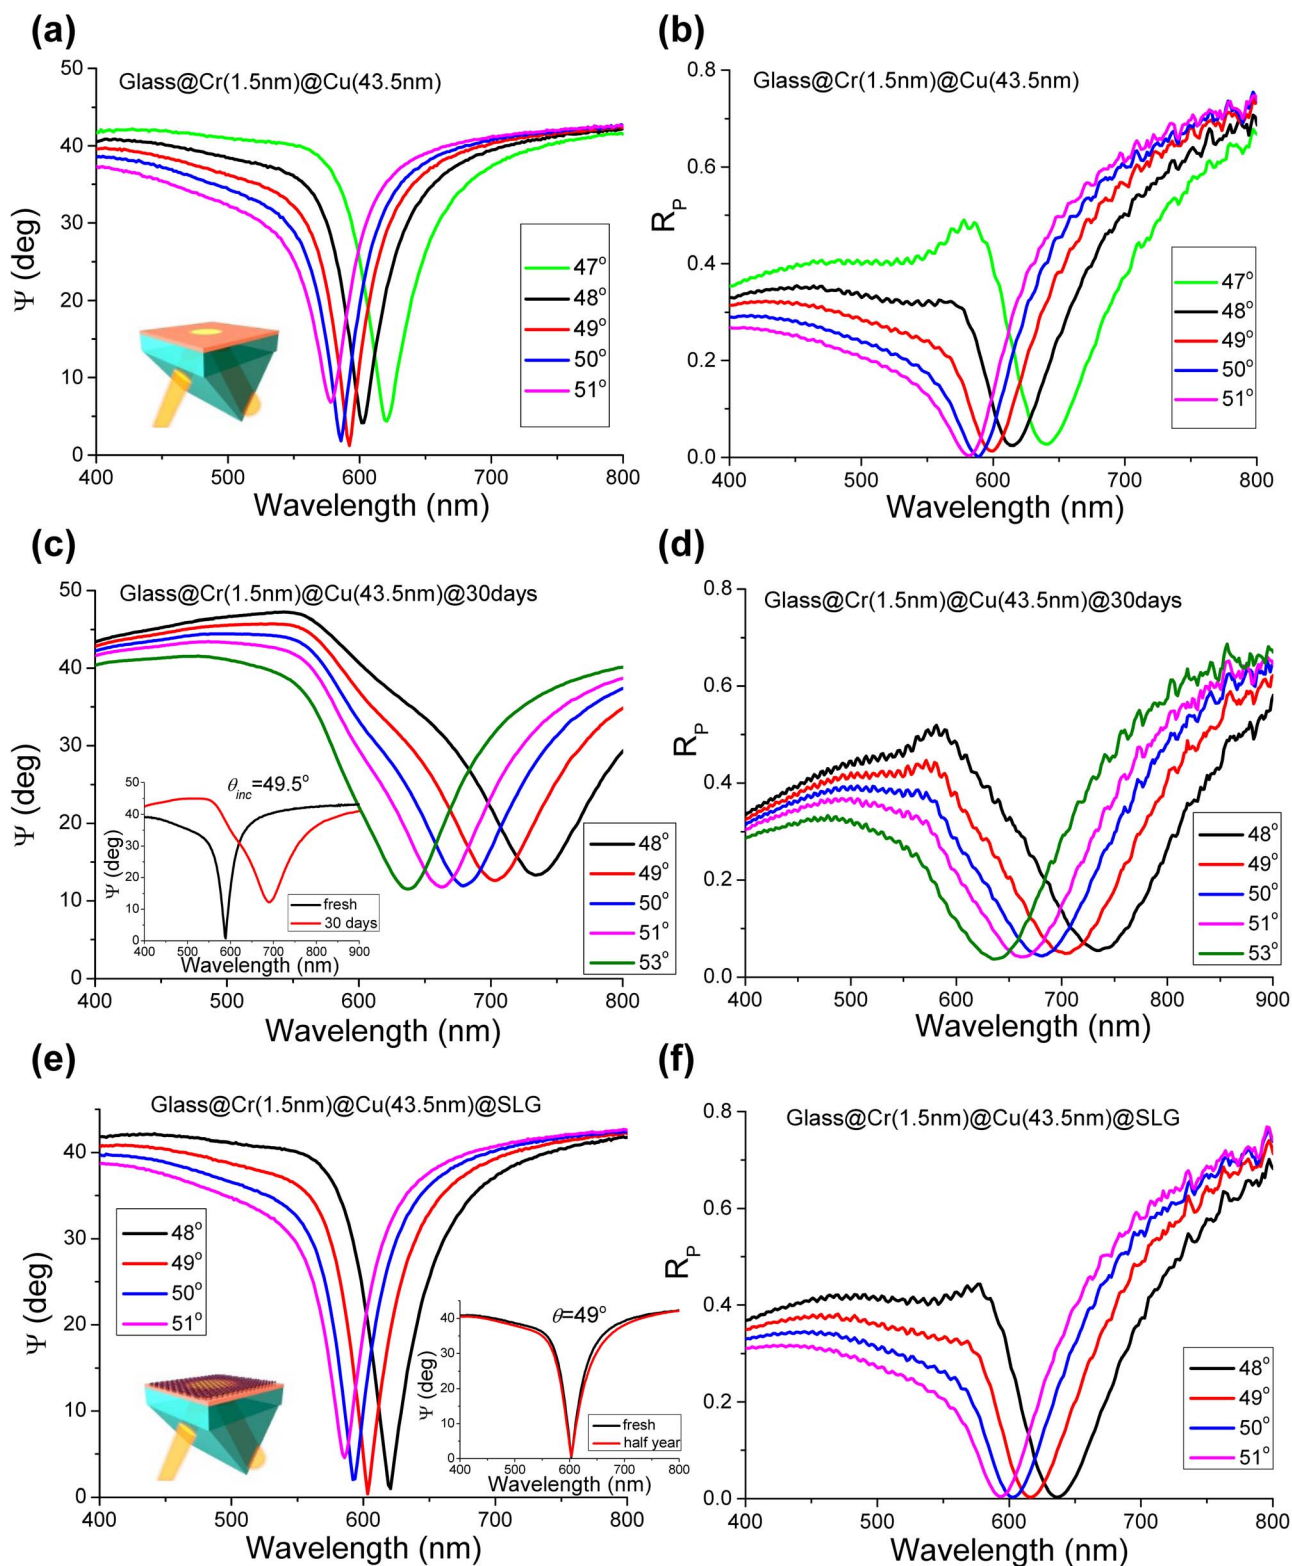 (a)
Glass@Cr(1.5nm)@Cu(43.5nm)
50
40
30
20
10
0
Ψ (deg)
47°
48°
49°
50°
51°
400 500 600 700 800
Wavelength (nm)
(b)
Glass@Cr(1.5nm)@Cu(43.5nm)
0.8
0.6
0.4
0.2
0.0
R_P
47°
48°
49°
50°
51°
400 500 600 700 800
Wavelength (nm)
(c)
Glass@Cr(1.5nm)@Cu(43.5nm)@30days
50
40
30
20
10
0
Ψ (deg)
θinc=49.5°
50
40
30
20
10
0
Ψ (deg)
fresh
30 days
400 500 600 700 800 900
Wavelength (nm)
48°
49°
50°
51°
53°
400 500 600 700 800
Wavelength (nm)
(d)
Glass@Cr(1.5nm)@Cu(43.5nm)@30days
0.8
0.6
0.4
0.2
0.0
R_P
48°
49°
50°
51°
53°
400 500 600 700 800 900
Wavelength (nm)
(e)
Glass@Cr(1.5nm)@Cu(43.5nm)@SLG
40
30
20
10
0
Ψ (deg)
48°
49°
50°
51°
θ=49°
40
30
20
10
0
Ψ (deg)
fresh
half year
400 500 600 700 800
Wavelength (nm)
400 500 600 700 800
Wavelength (nm)
(f)
Glass@Cr(1.5nm)@Cu(43.5nm)@SLG
0.8
0.6
0.4
0.2
0.0
R_P
48°
49°
50°
51°
400 500 600 700 800
Wavelength (nm)